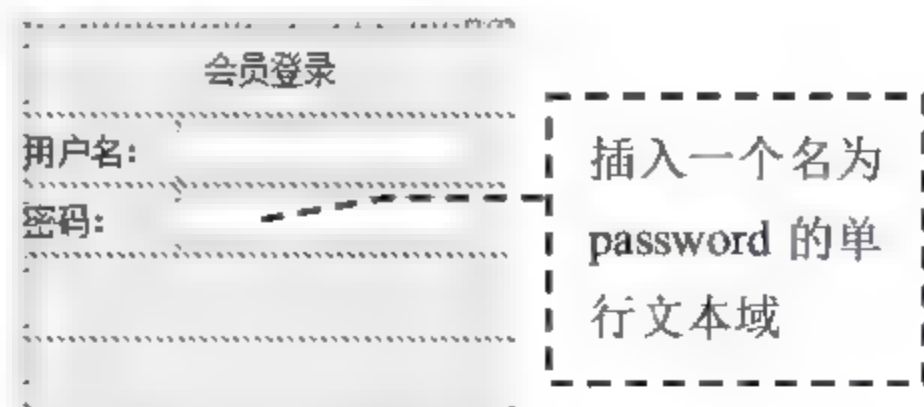 会员登录
用户名:
密码:
插入一个名为
password 的单
行文本域